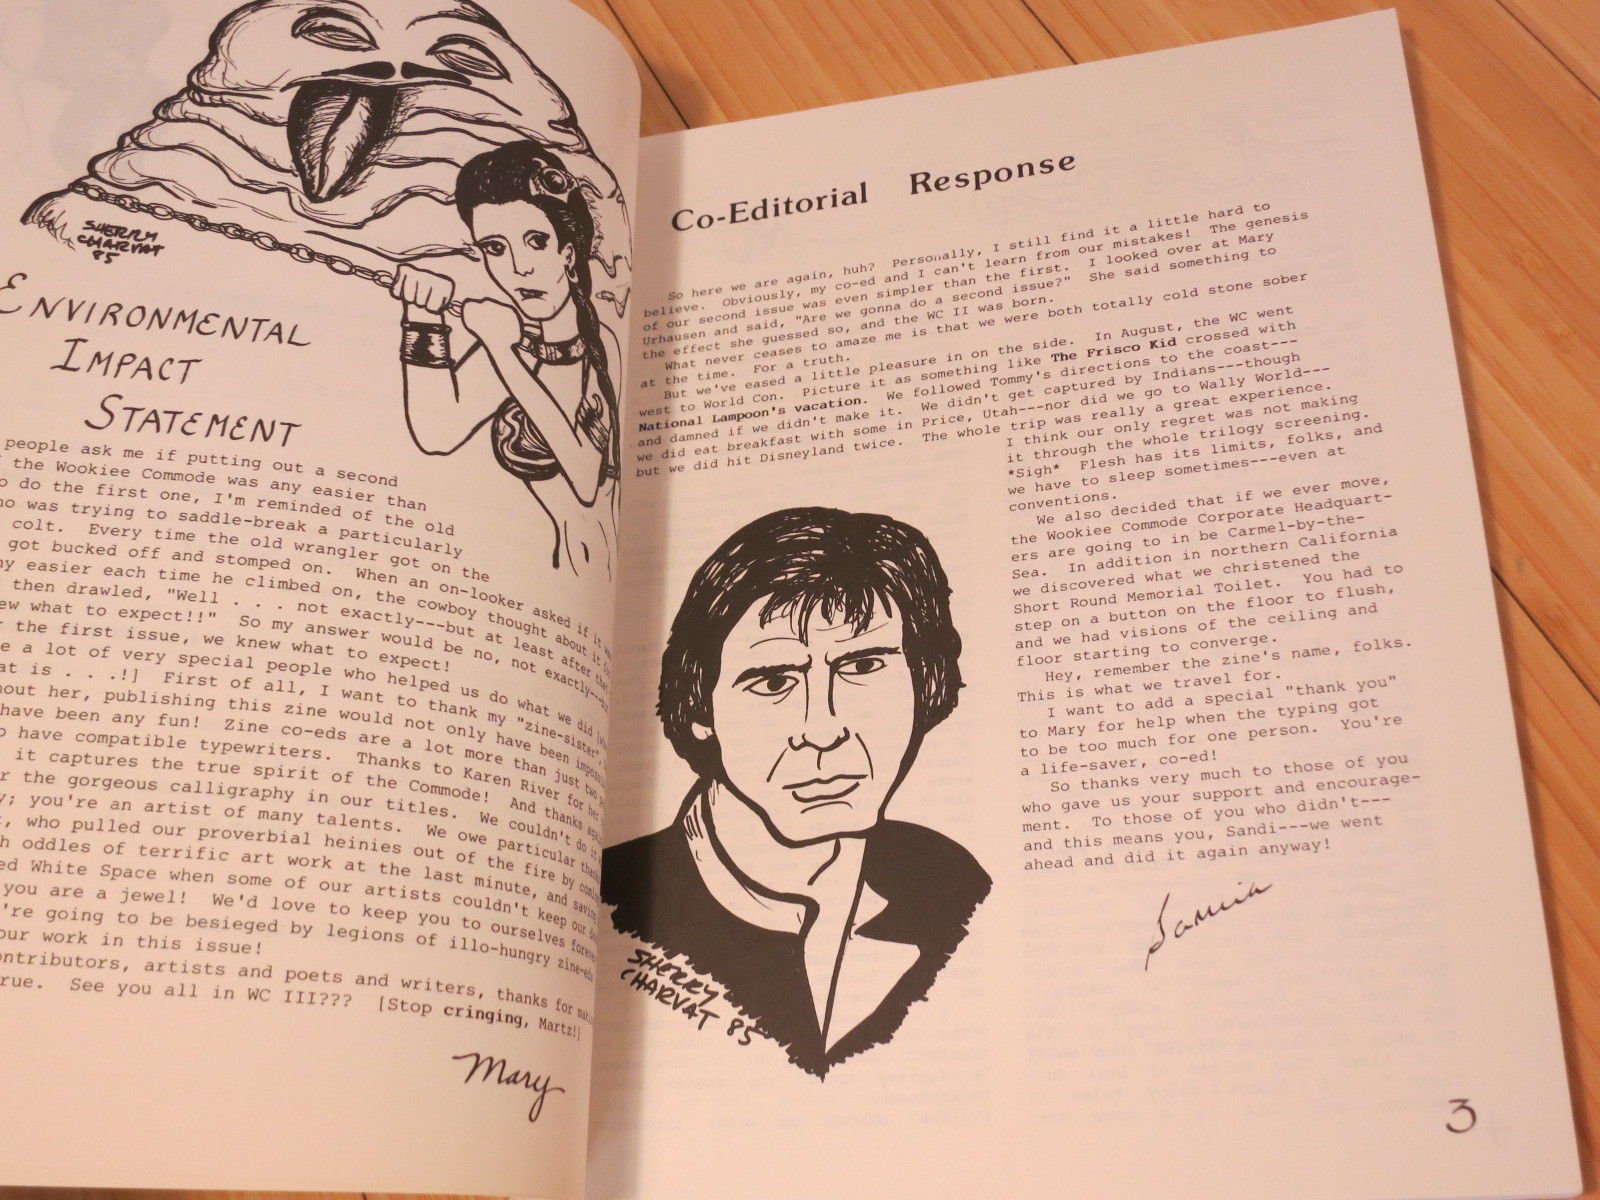 SHERRY
CHARVAT
85
ENVIRONMENTAL
IMPACT
STATEMENT
people ask me if putting out a second
the Wookiee Commode was any easier than
o do the first one, I'm reminded of the old
ho was trying to saddle-break a particularly
colt. Every time the old wrangler got on the
got bucked off and stomped on. When an on-looker asked if it
ny easier each time he climbed on, the cowboy thought about it
then drawled, "Well . . . not exactly---but at least after that
ew what to expect!!" So my answer would be no, not exactly---
r the first issue, we knew what to expect!
e a lot of very special people who helped us do what we did
at is . . .!] First of all, I want to thank my "zine-sister",
hout her, publishing this zine would not only have been
have been any fun! Zine co-eds are a lot more than just two
o have compatible typewriters. Thanks to Karen River for her
it captures the true spirit of the Commode! And thanks
r the gorgeous calligraphy in our titles. We couldn't do it
y; you're an artist of many talents. We owe particular thanks
, who pulled our proverbial heinies out of the fire by
h oddles of terrific art work at the last minute, and saving
ed White Space when some of our artists couldn't keep our
you are a jewel! We'd love to keep you to ourselves forever
're going to be besieged by legions of illo-hungry zine-eds
our work in this issue!
ontributors, artists and poets and writers, thanks for
rue. See you all in WC III??? [Stop cringing, Martz!]
Mary
Co-Editorial Response
So here we are again, huh? Personally, I still find it a little hard to
believe. Obviously, my co-ed and I can't learn from our mistakes! The genesis
of our second issue was even simpler than the first. I looked over at Mary
Urhausen and said, "Are we gonna do a second issue?" She said something to
the effect she guessed so, and the WC II was born.
What never ceases to amaze me is that we were both totally cold stone sober
at the time. For a truth.
But we've eased a little pleasure in on the side. In August, the WC went
west to World Con. Picture it as something like The Frisco Kid crossed with
National Lampoon's vacation. We followed Tommy's directions to the coast---
and damned if we didn't make it. We didn't get captured by Indians---though
we did eat breakfast with some in Price, Utah---nor did we go to Wally World---
but we did hit Disneyland twice. The whole trip was really a great experience.
I think our only regret was not making
it through the whole trilogy screening.
*Sigh* Flesh has its limits, folks, and
we have to sleep sometimes---even at
conventions.
We also decided that if we ever move,
the Wookiee Commode Corporate Headquart-
ers are going to in be Carmel-by-the-
Sea. In addition in northern California
we discovered what we christened the
Short Round Memorial Toilet. You had to
step on a button on the floor to flush,
and we had visions of the ceiling and
floor starting to converge.
Hey, remember the zine's name, folks.
This is what we travel for.
I want to add a special "thank you"
to Mary for help when the typing got
to be too much for one person. You're
a life-saver, co-ed!
So thanks very much to those of you
who gave us your support and encourage-
ment. To those of you who didn't---
and this means you, Sandi---we went
ahead and did it again anyway!
SHERRY
CHARVAT 85
3